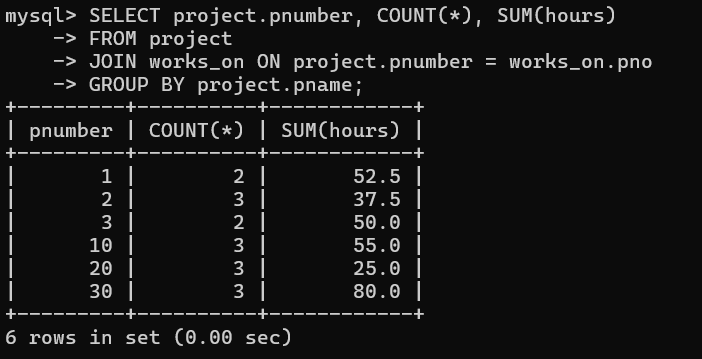 mysql> SELECT project.pnumber, COUNT(*), SUM(hours)
    -> FROM project
    -> JOIN works_on ON project.pnumber = works_on.pno
    -> GROUP BY project.pname;
+---------+----------+------------+
| pnumber | COUNT(*) | SUM(hours) |
+---------+----------+------------+
|       1 |        2 |       52.5 |
|       2 |        3 |       37.5 |
|       3 |        2 |       50.0 |
|      10 |        3 |       55.0 |
|      20 |        3 |       25.0 |
|      30 |        3 |       80.0 |
+---------+----------+------------+
6 rows in set (0.00 sec)